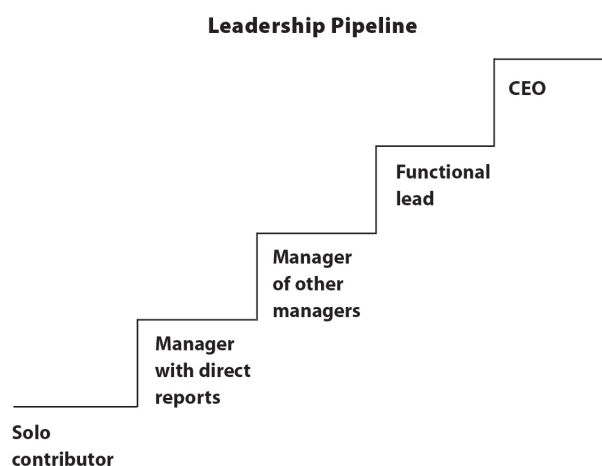 Leadership Pipeline
CEO
Functional
lead
Manager
of other
managers
Manager
with direct
reports
Solo
contributor